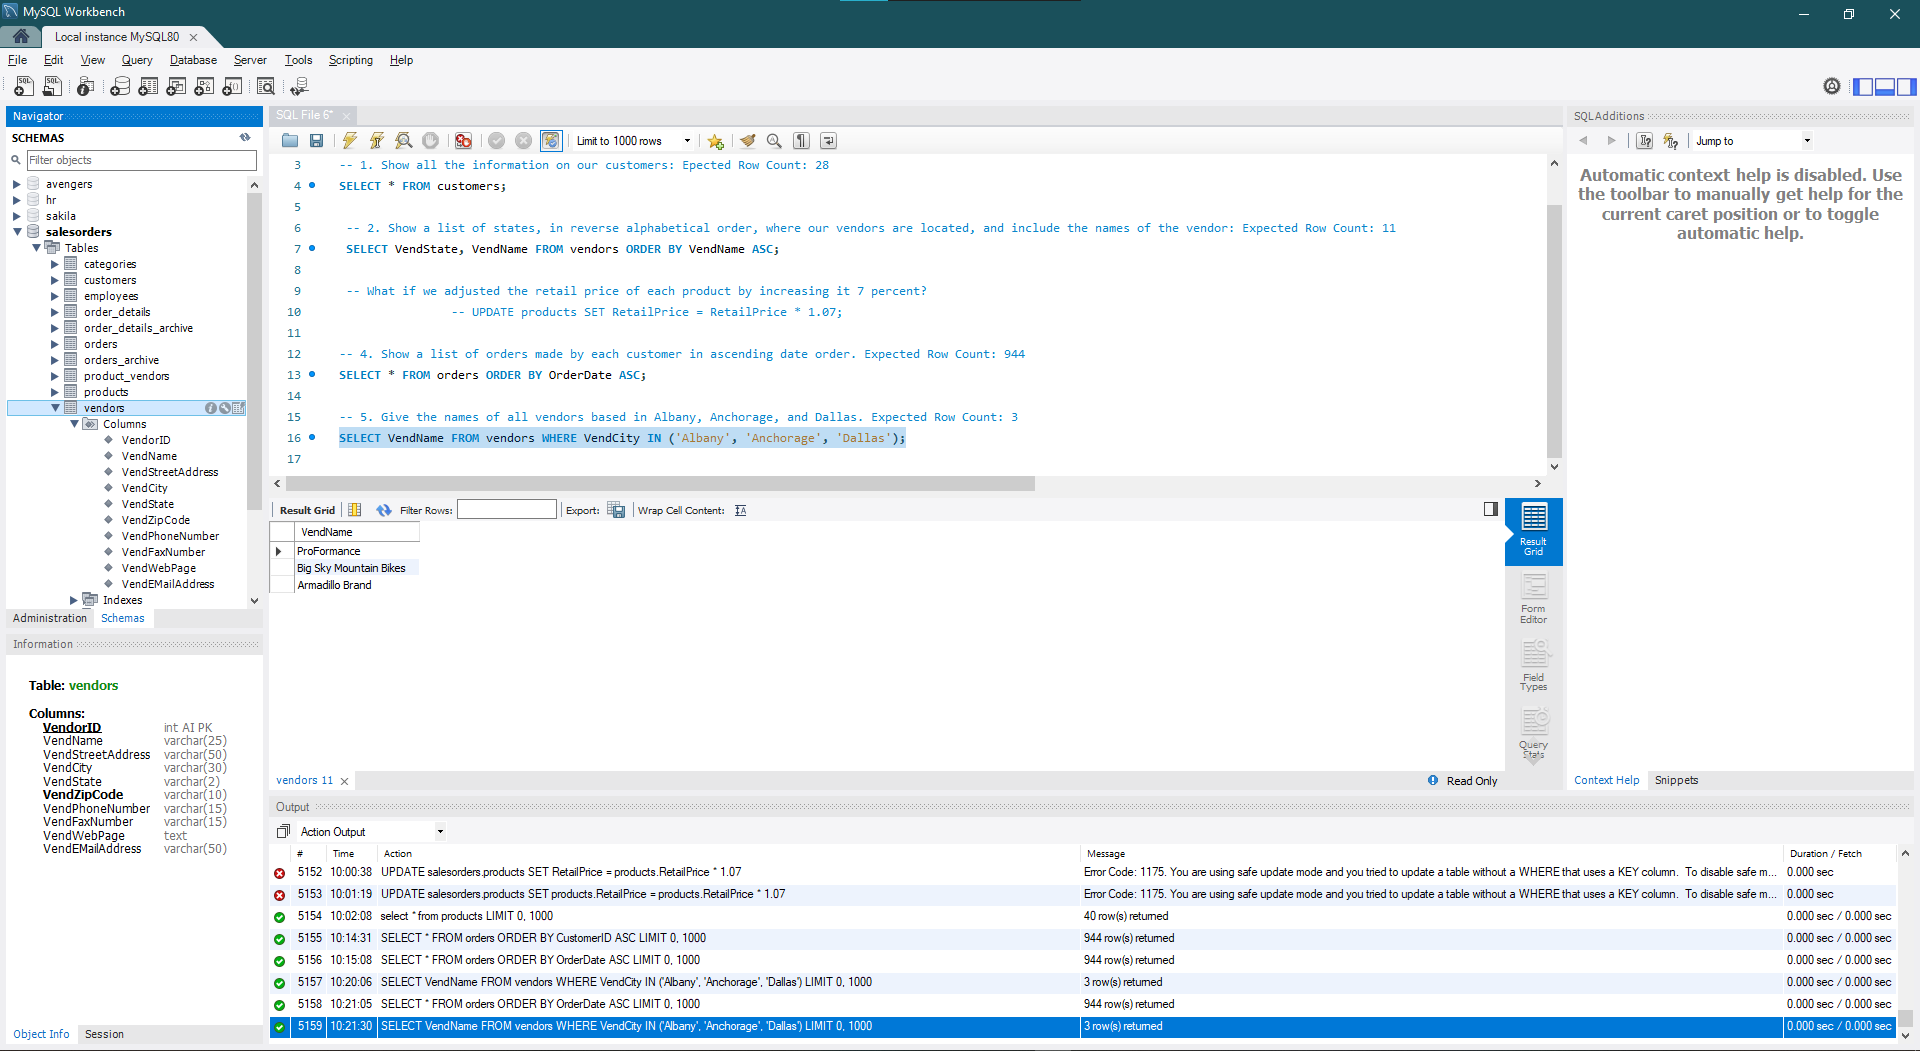 MySQL Workbench
Local instance MySQL80
File Edit View Query Database Server Tools Scripting Help
Navigator
SCHEMAS
Filter objects
avengers
hr
sakila
salesorders
Tables
categories
customers
employees
order_details
order_details_archive
orders
orders_archive
product_vendors
products
vendors
Columns
VendorID
VendName
VendStreetAddress
VendCity
VendState
VendZipCode
VendPhoneNumber
VendFaxNumber
VendWebPage
VendEMailAddress
Indexes
Administration Schemas
Information
Table: vendors
Columns:
VendorID int AI PK
VendName varchar(25)
VendStreetAddress varchar(50)
VendCity varchar(30)
VendState varchar(2)
VendZipCode varchar(10)
VendPhoneNumber varchar(15)
VendFaxNumber varchar(15)
VendWebPage text
VendEMailAddress varchar(50)
Object Info Session
SQL File 6*
Limit to 1000 rows
3 -- 1. Show all the information on our customers: Epected Row Count: 28
4 SELECT * FROM customers;
5
6 -- 2. Show a list of states, in reverse alphabetical order, where our vendors are located, and include the names of the vendor: Expected Row Count: 11
7 SELECT VendState, VendName FROM vendors ORDER BY VendName ASC;
8
9 -- What if we adjusted the retail price of each product by increasing it 7 percent?
10 -- UPDATE products SET RetailPrice = RetailPrice * 1.07;
11
12 -- 4. Show a list of orders made by each customer in ascending date order. Expected Row Count: 944
13 SELECT * FROM orders ORDER BY OrderDate ASC;
14
15 -- 5. Give the names of all vendors based in Albany, Anchorage, and Dallas. Expected Row Count: 3
16 SELECT VendName FROM vendors WHERE VendCity IN ('Albany', 'Anchorage', 'Dallas');
17
Result Grid Filter Rows: Export: Wrap Cell Content:
VendName
ProFormance
Big Sky Mountain Bikes
Armadillo Brand
Result Grid
Form Editor
Field Types
Query Stats
vendors 11
Read Only
SQLAdditions
Jump to
Automatic context help is disabled. Use
the toolbar to manually get help for the
current caret position or to toggle
automatic help.
Context Help Snippets
Output
Action Output
# Time Action Message Duration / Fetch
5152 10:00:38 UPDATE salesorders.products SET RetailPrice = products.RetailPrice * 1.07 Error Code: 1175. You are using safe update mode and you tried to update a table without a WHERE that uses a KEY column. To disable safe m... 0.000 sec
5153 10:01:19 UPDATE salesorders.products SET products.RetailPrice = products.RetailPrice * 1.07 Error Code: 1175. You are using safe update mode and you tried to update a table without a WHERE that uses a KEY column. To disable safe m... 0.000 sec
5154 10:02:08 select * from products LIMIT 0, 1000 40 row(s) returned 0.000 sec / 0.000 sec
5155 10:14:31 SELECT * FROM orders ORDER BY CustomerID ASC LIMIT 0, 1000 944 row(s) returned 0.000 sec / 0.000 sec
5156 10:15:08 SELECT * FROM orders ORDER BY OrderDate ASC LIMIT 0, 1000 944 row(s) returned 0.000 sec / 0.000 sec
5157 10:20:06 SELECT VendName FROM vendors WHERE VendCity IN ('Albany', 'Anchorage', 'Dallas') LIMIT 0, 1000 3 row(s) returned 0.000 sec / 0.000 sec
5158 10:21:05 SELECT * FROM orders ORDER BY OrderDate ASC LIMIT 0, 1000 944 row(s) returned 0.000 sec / 0.000 sec
5159 10:21:30 SELECT VendName FROM vendors WHERE VendCity IN ('Albany', 'Anchorage', 'Dallas') LIMIT 0, 1000 3 row(s) returned 0.000 sec / 0.000 sec